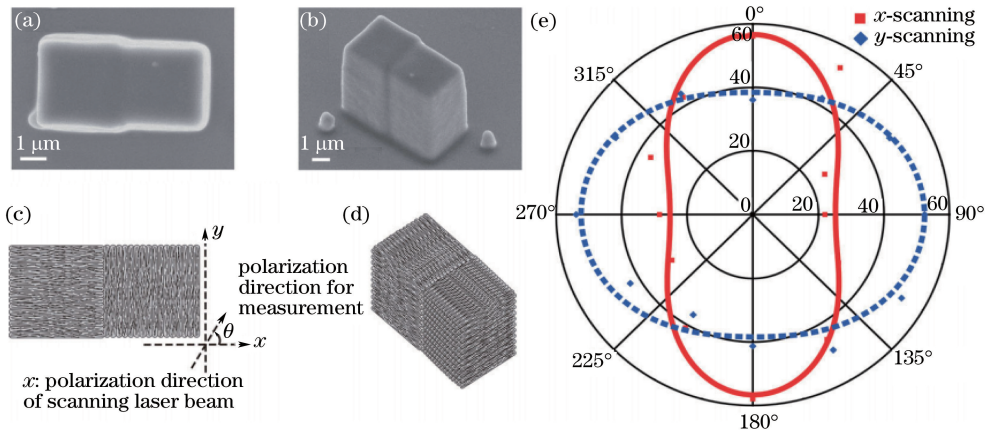 (a)
1 μm
(b)
1 μm
(c)
y
x
θ
polarization
direction for
measurement
x: polarization direction
of scanning laser beam
(d)
(e)
x-scanning
y-scanning
0°
45°
90°
135°
180°
225°
270°
315°
60
40
20
0
20
40
60